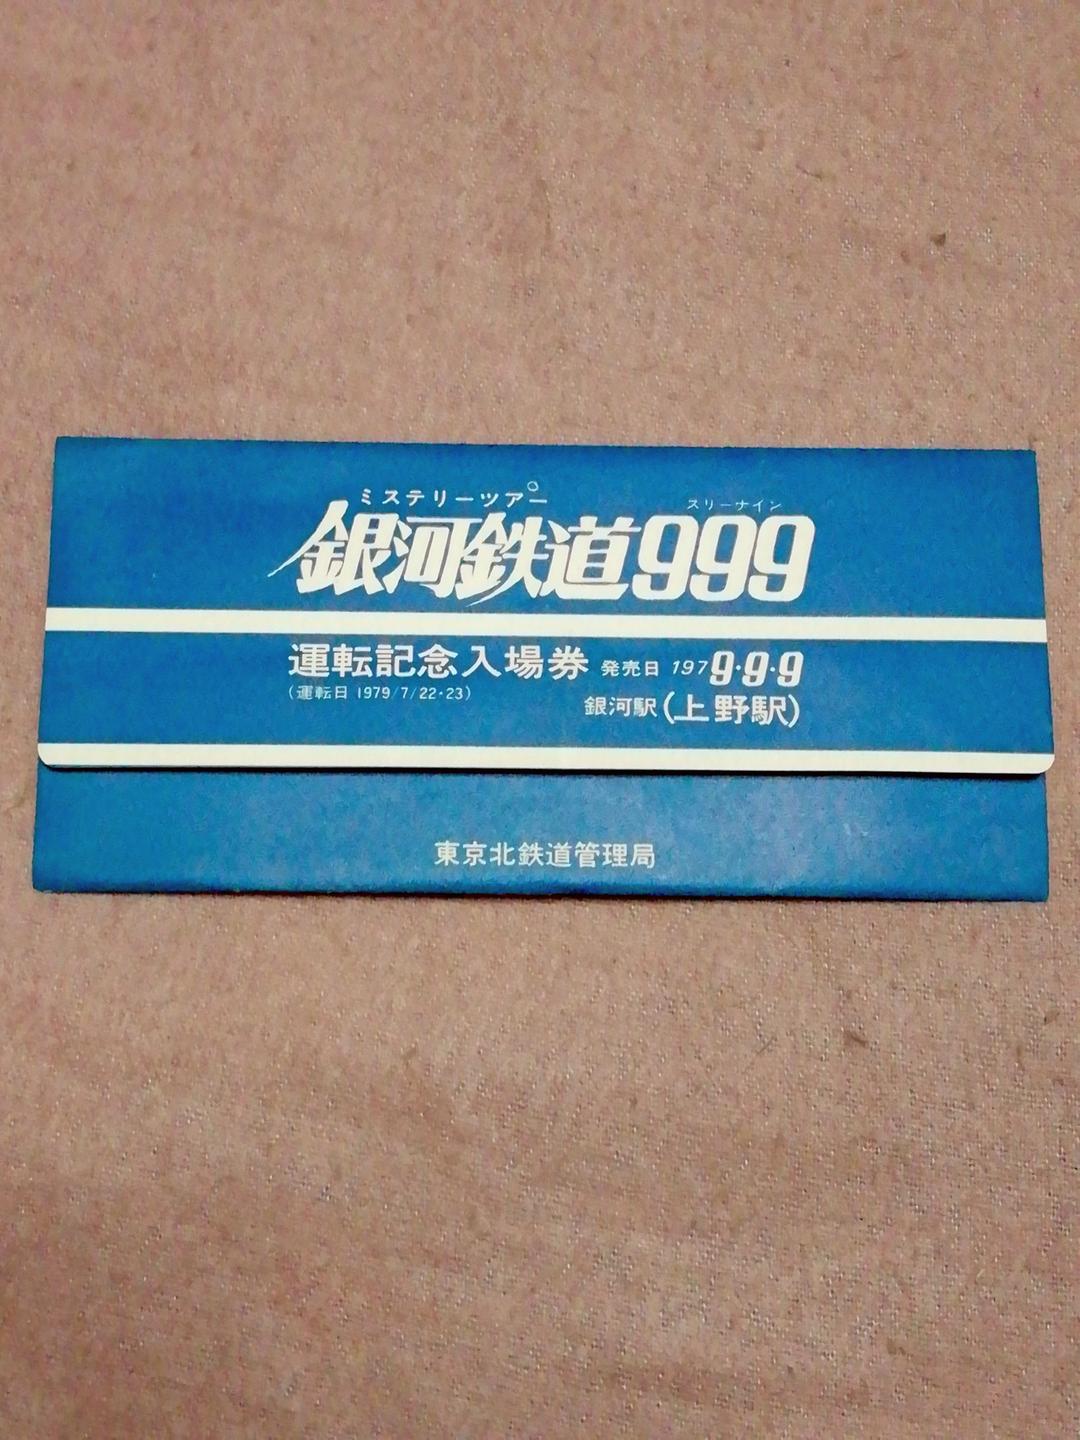 ミステリーツアー
スリーナイン
銀河鉄道999
運転記念入場券 発売日 1979・9・9
(運転日 1979/7/22・23)
銀河駅(上野駅)
東京北鉄道管理局